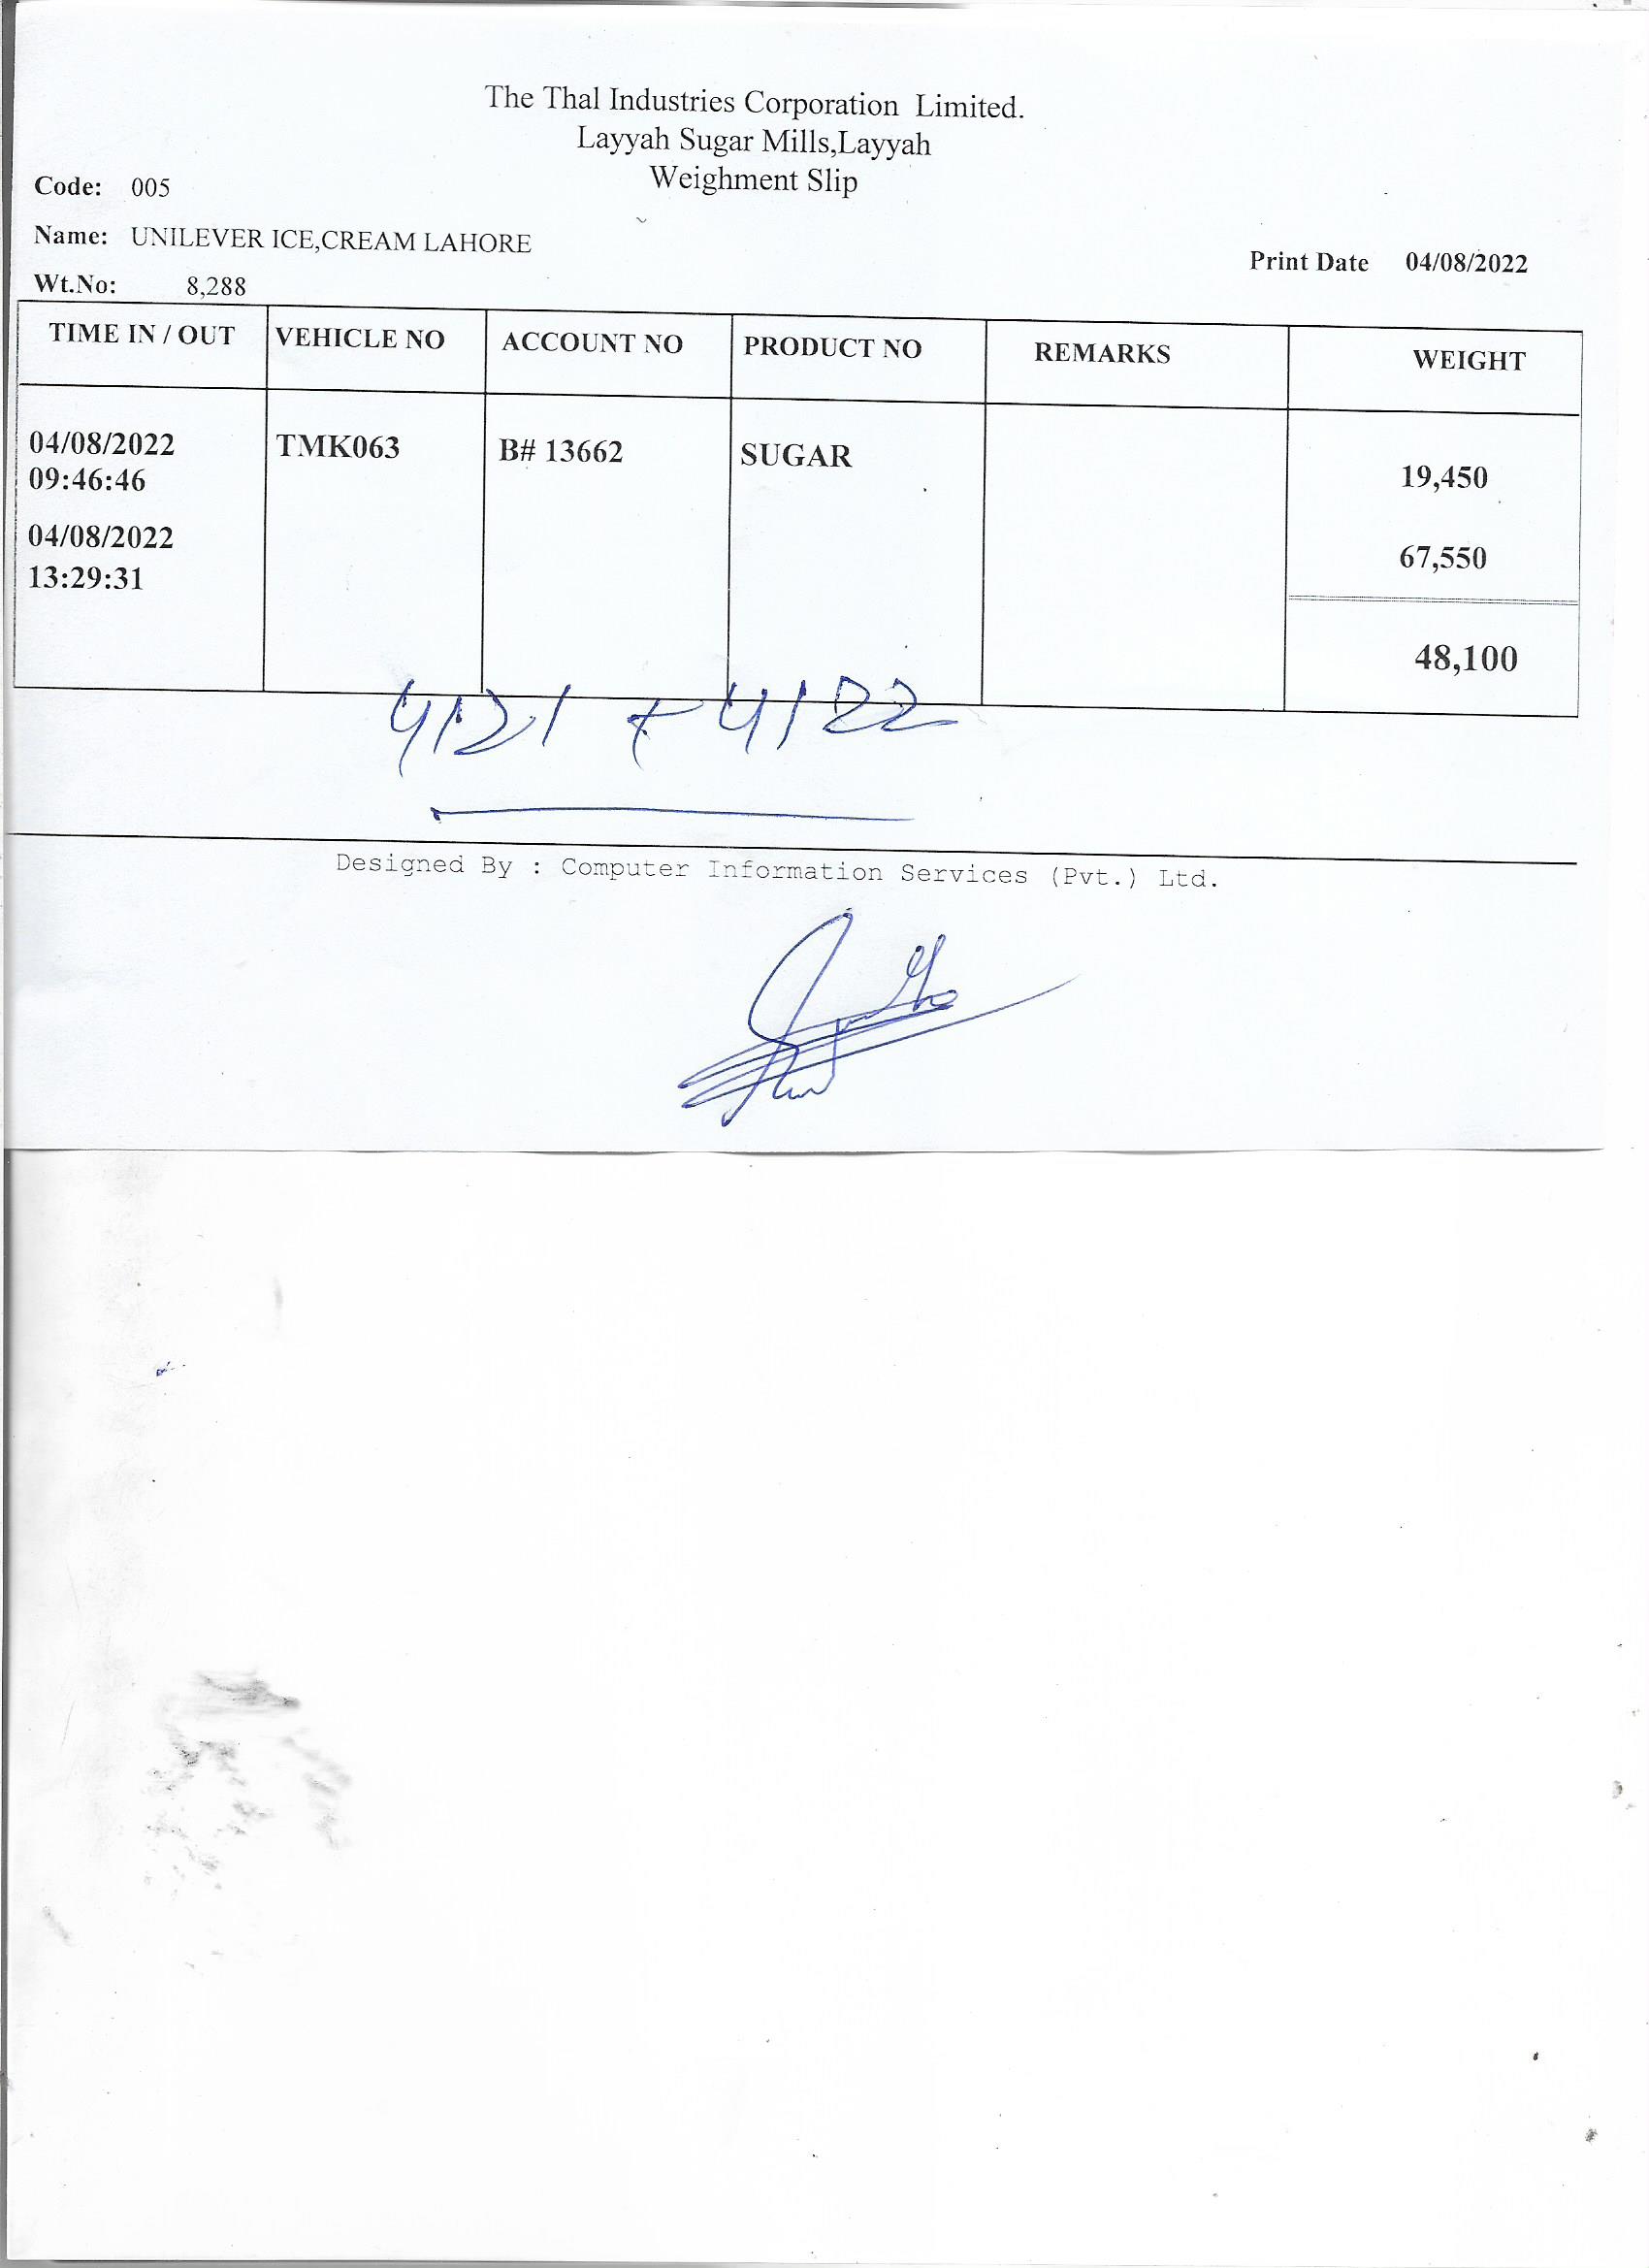 The Thal Industries Corporation Limited.
Layyah Sugar Mills,Layyah
Weighment Slip
Code: 005
Name: UNILEVER ICE,CREAM LAHORE
Print Date 04/08/2022
Wt.No: 8,288
TIME IN / OUT VEHICLE NO ACCOUNT NO PRODUCT NO REMARKS WEIGHT
04/08/2022 TMK063 B# 13662 SUGAR
09:46:46 19,450
04/08/2022
13:29:31 67,550
48,100
4121 + 4122
Designed By : Computer Information Services (Pvt.) Ltd.